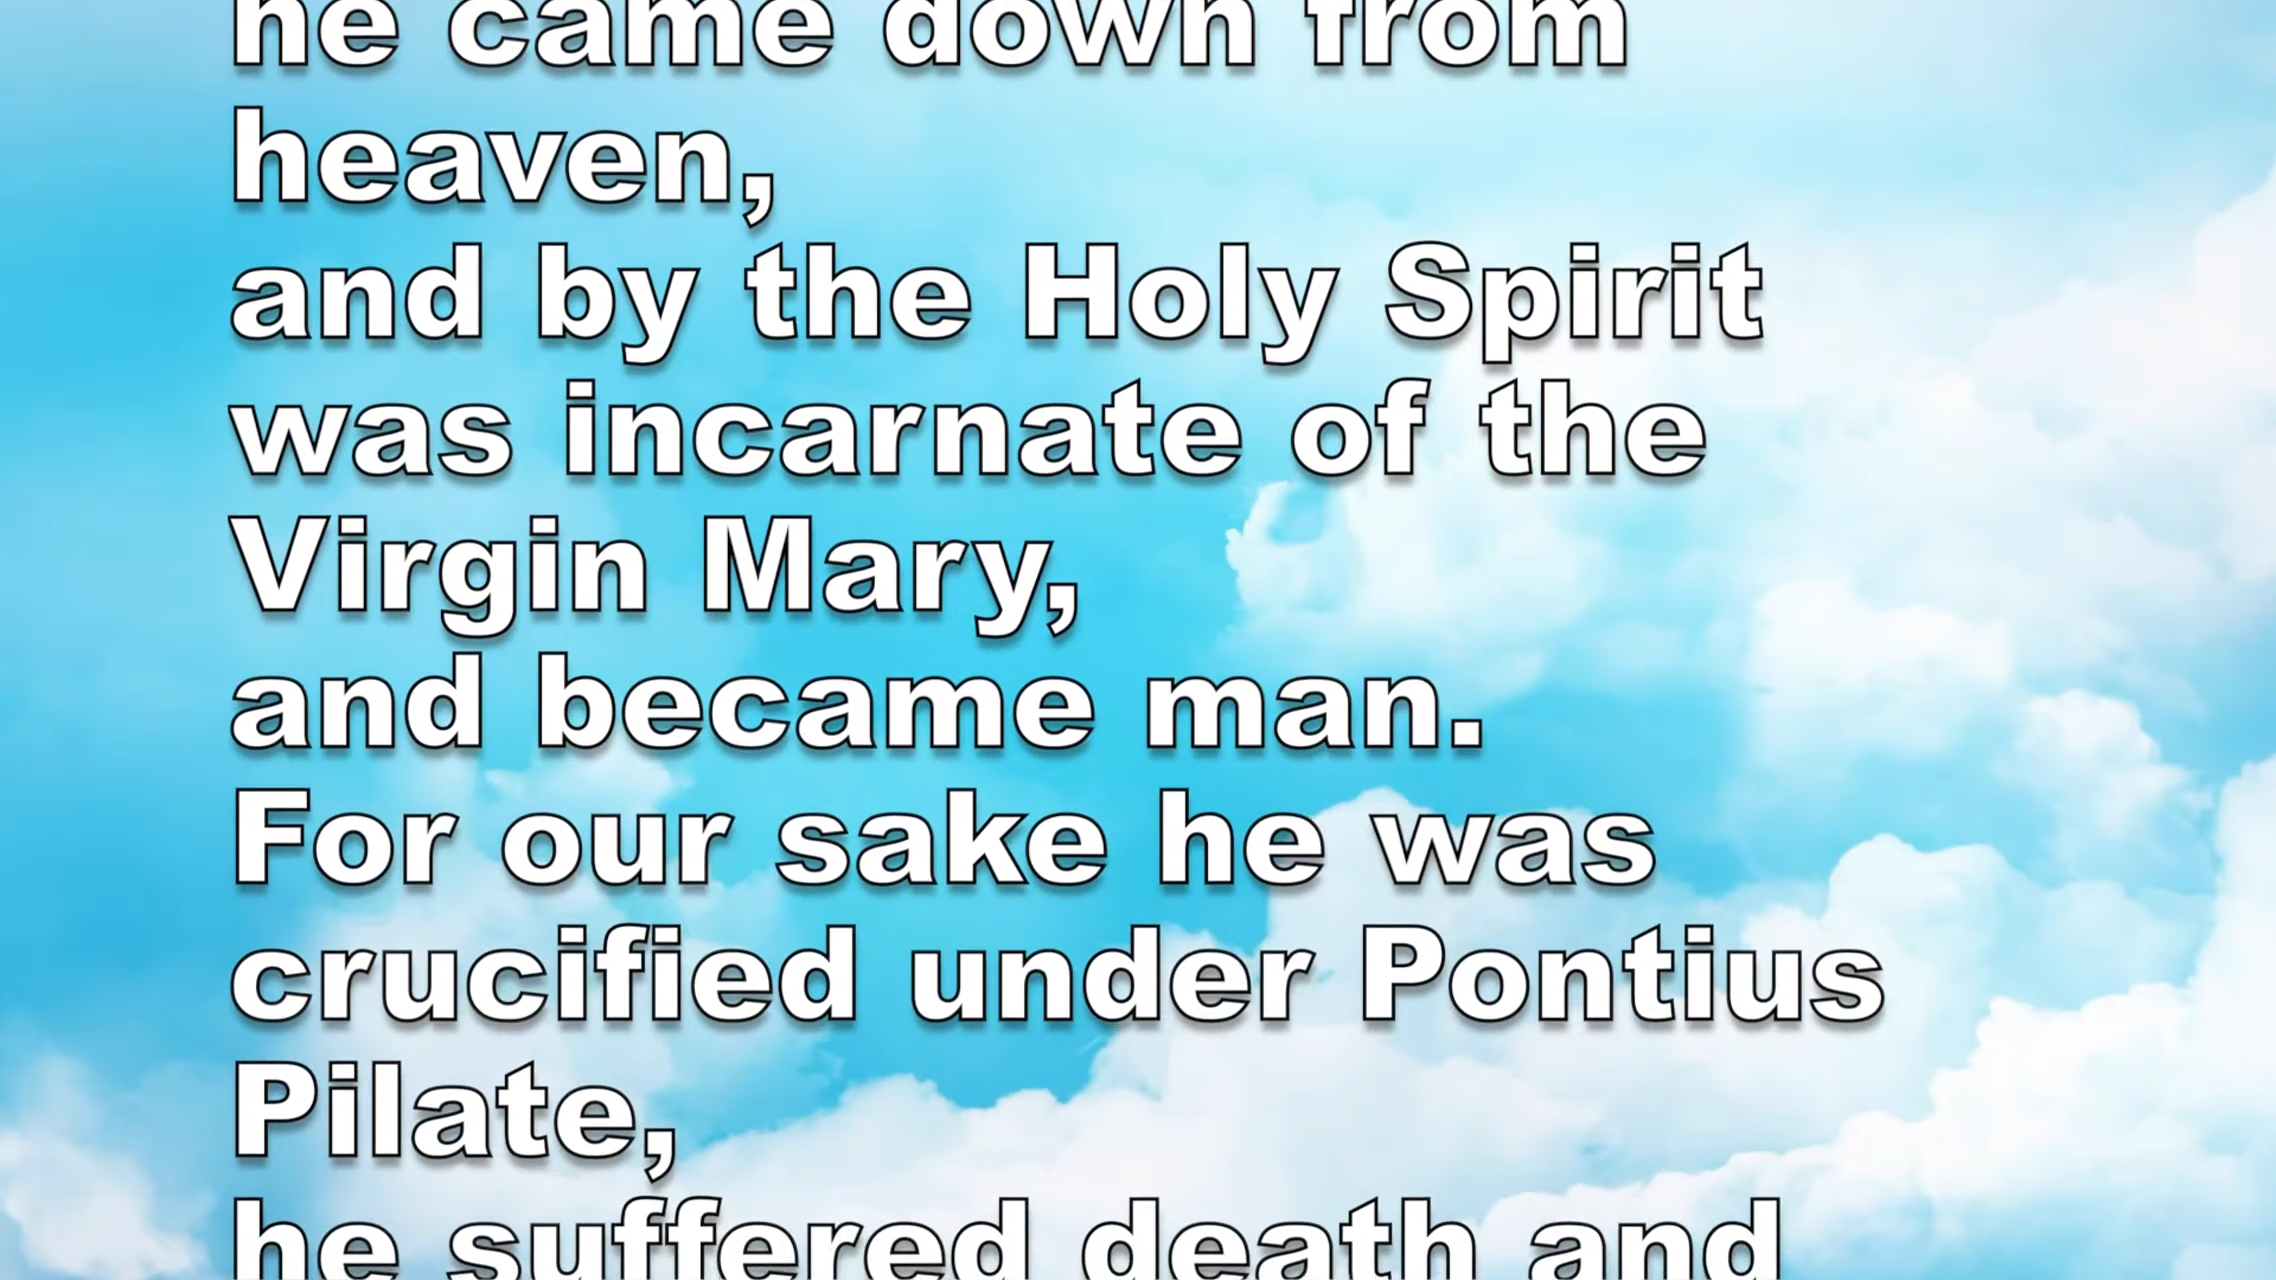 he came down from
heaven,
and by the Holy Spirit
was incarnate of the
Virgin Mary,
and became man.
For our sake he was
crucified under Pontius
Pilate,
he suffered death and